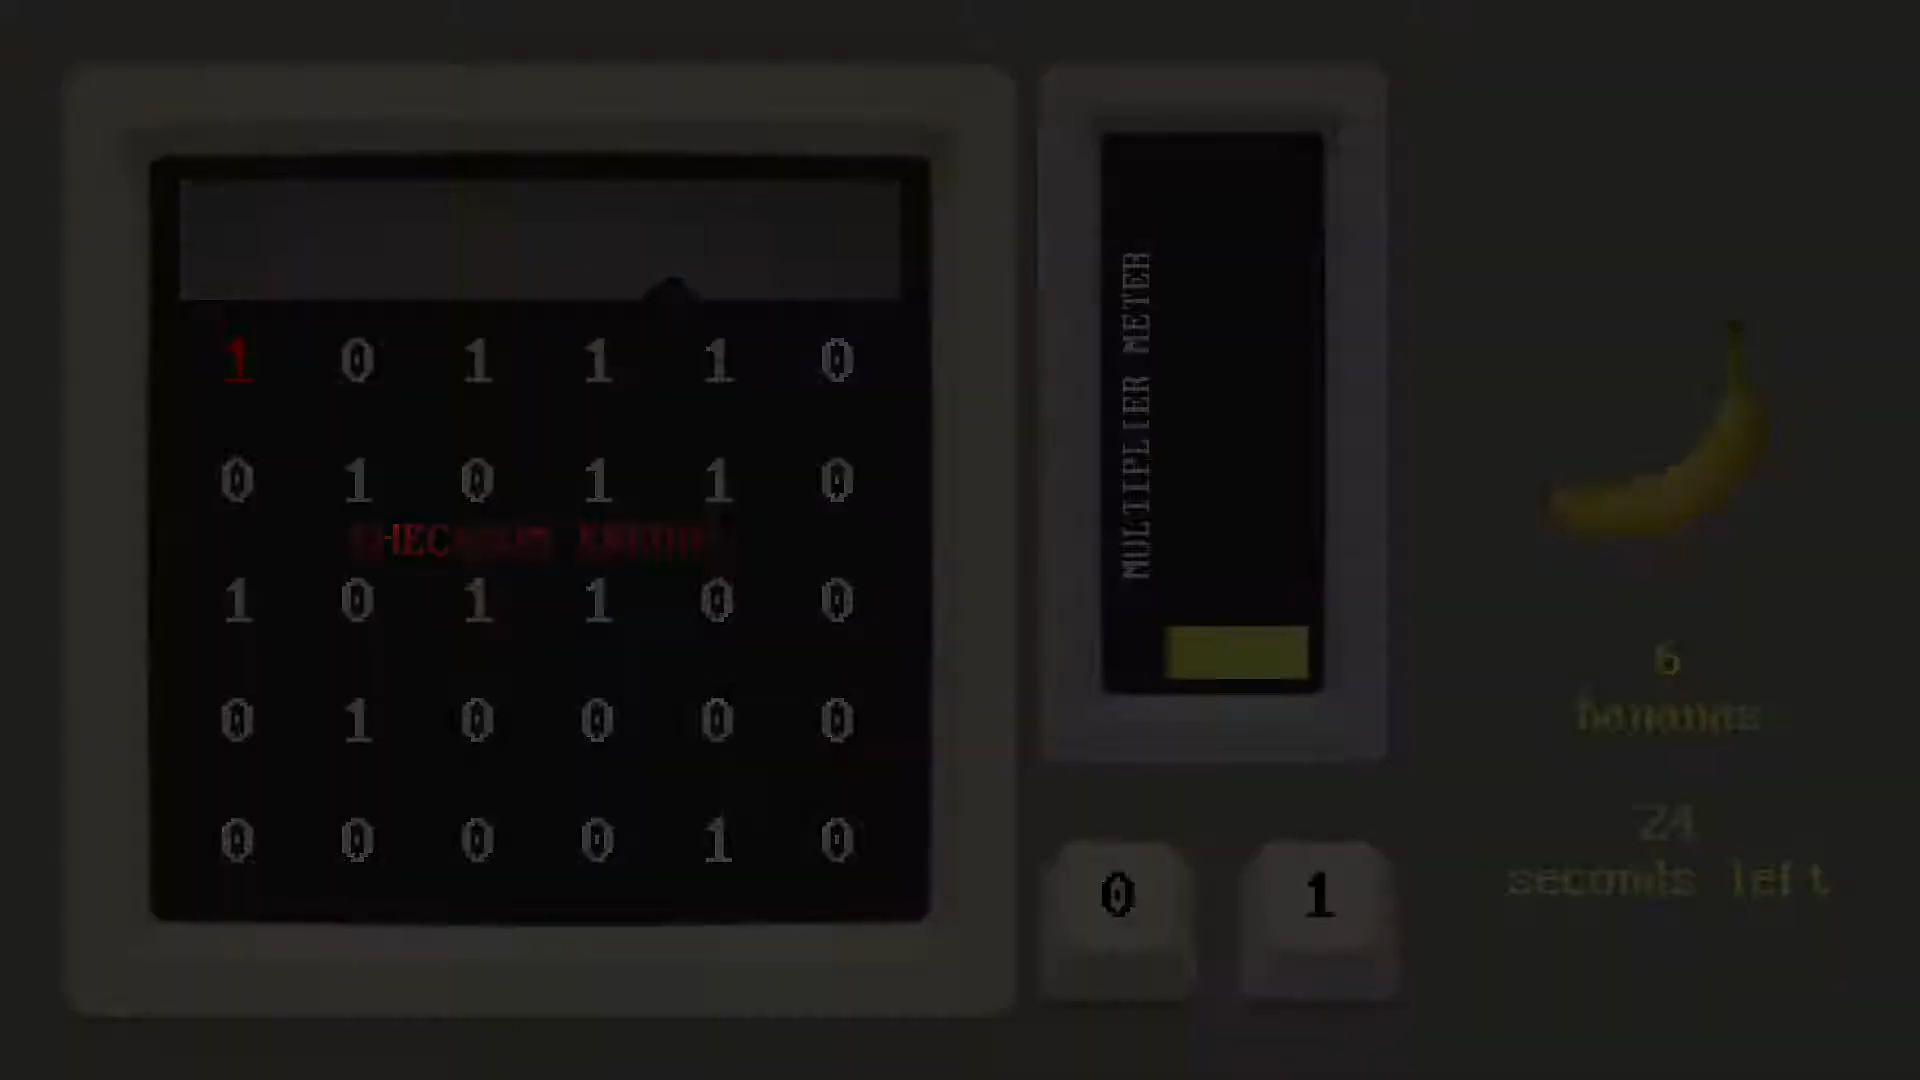 1 0 1 1 1 0
0 1 0 1 1 0
CHECKSUM ERROR
1 0 1 1 0 0
0 1 0 0 0 0
0 0 0 0 1 0
MULTIPLIER METER
0 1
6
bananas
24
seconds left